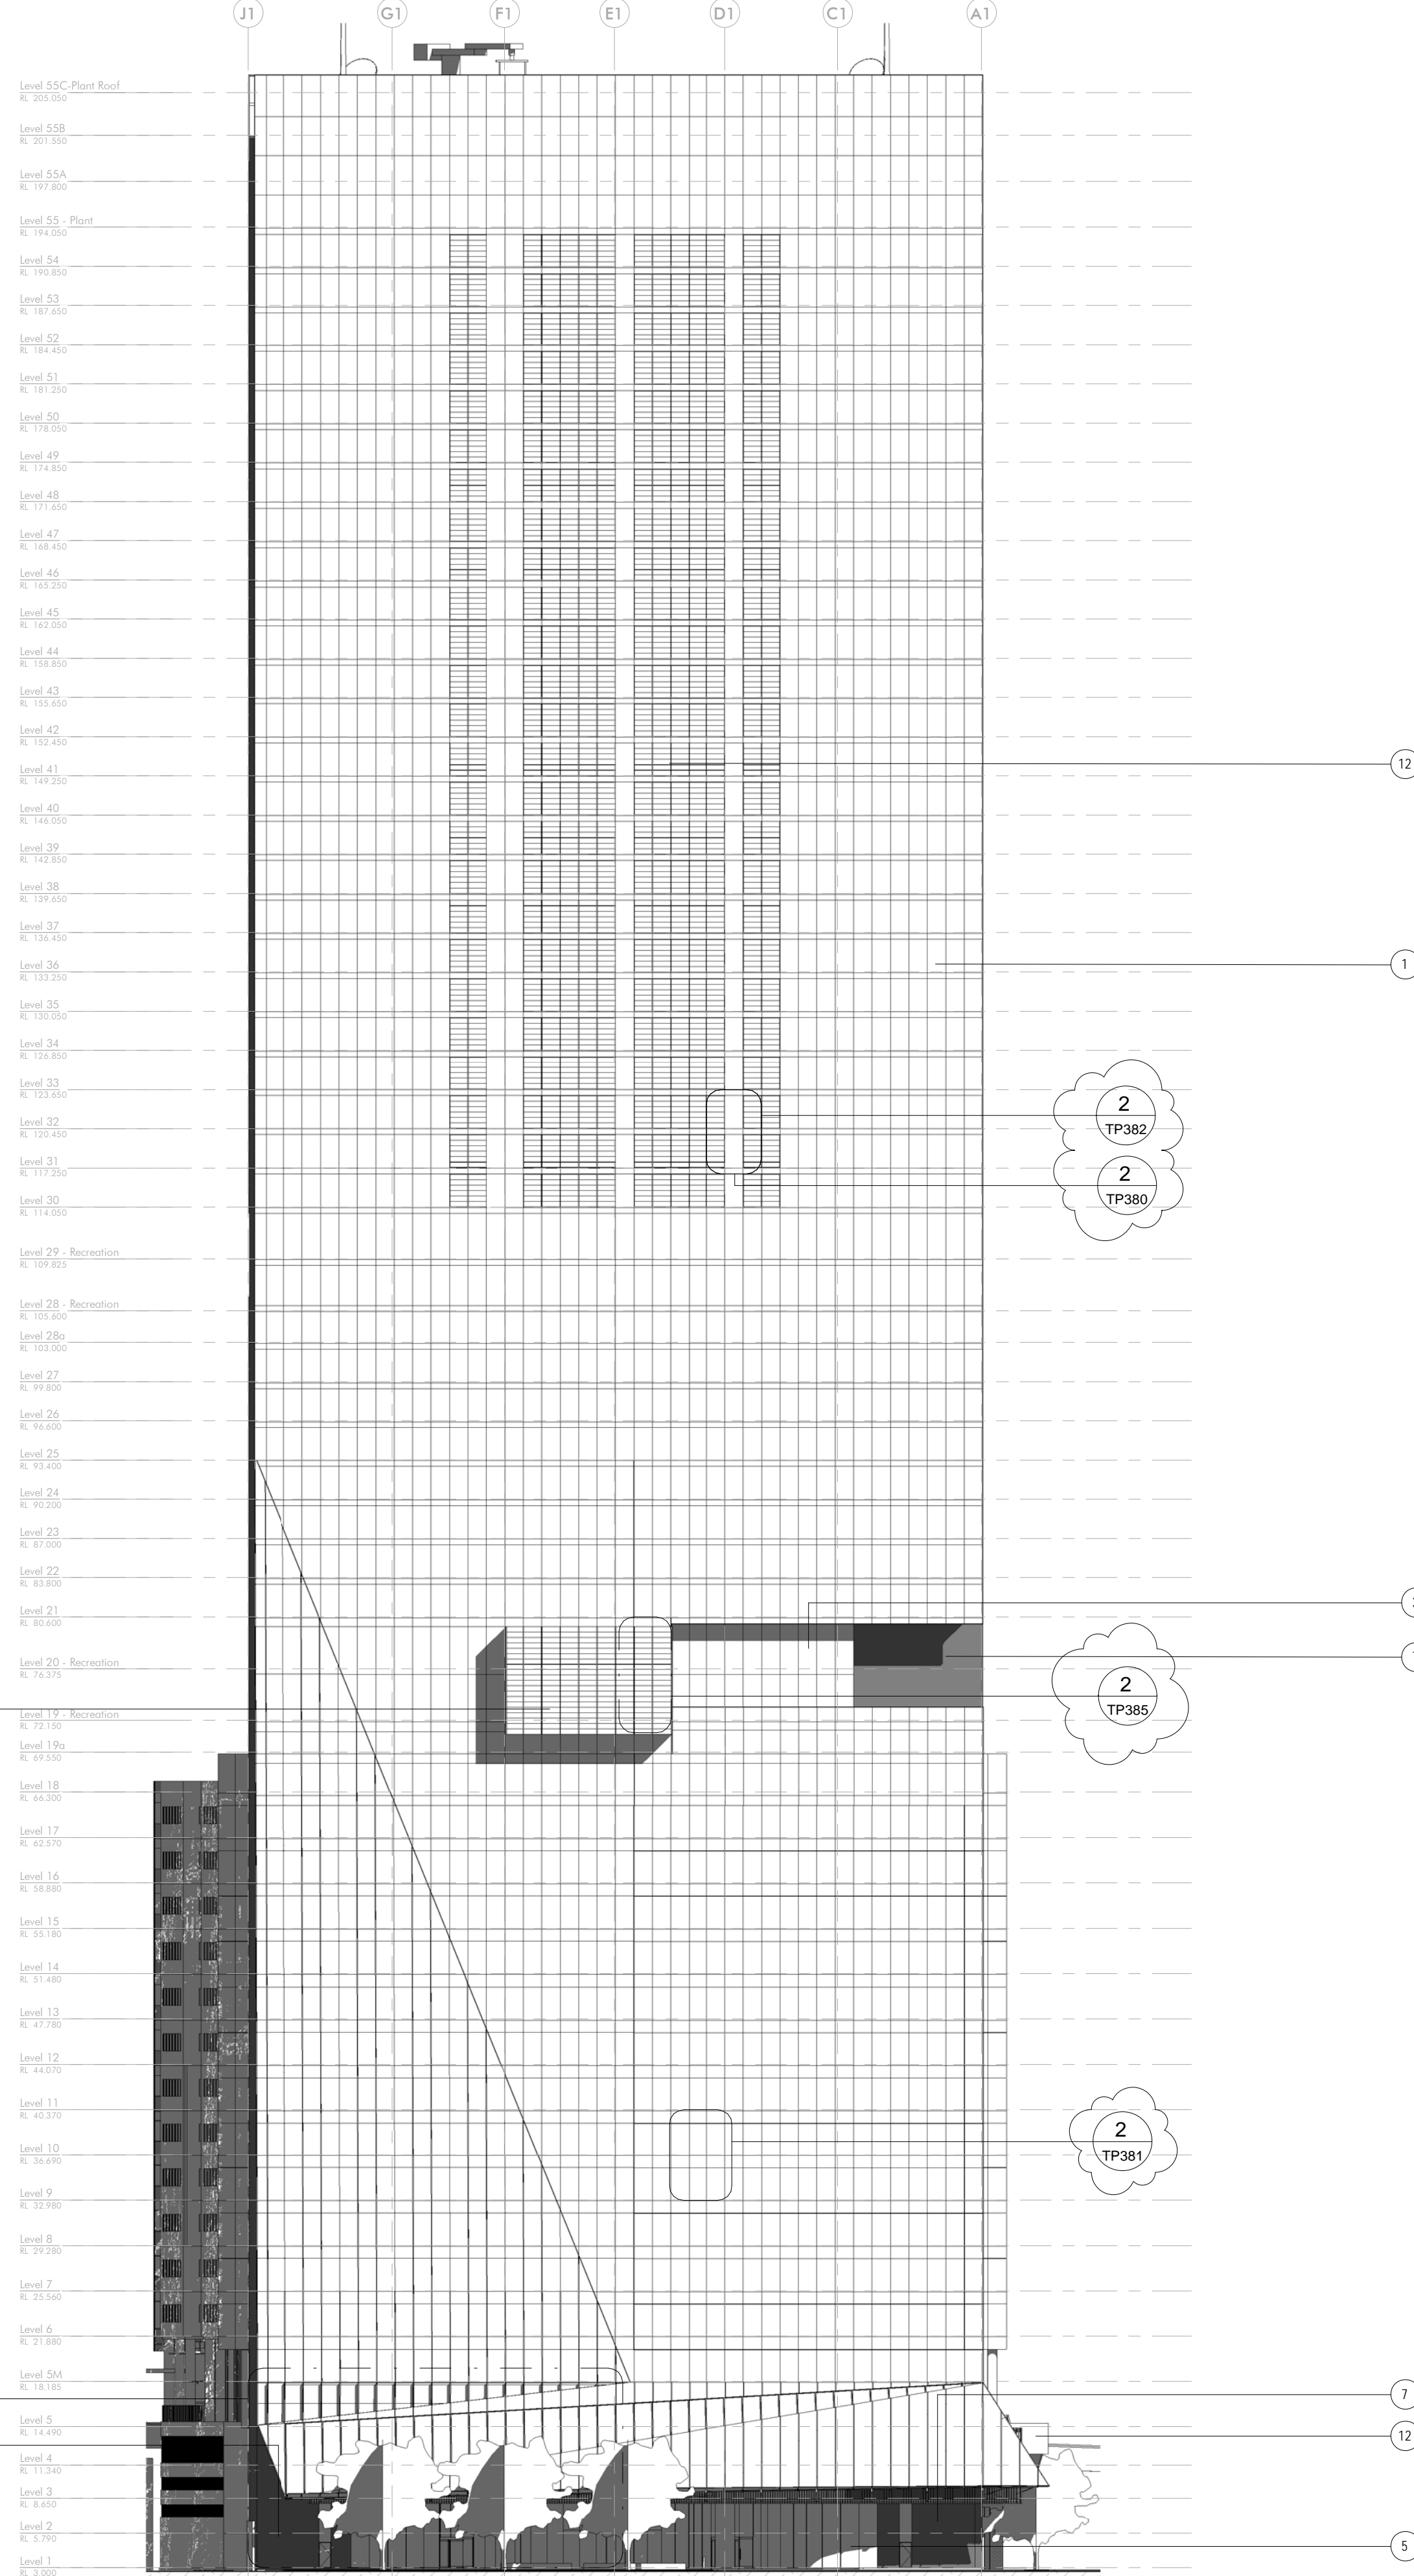 J1 G1 F1 E1 D1 C1 A1
Level 55C-Plant Roof
RL 205.050
Level 55B
RL 201.550
Level 55A
RL 197.800
Level 55 - Plant
RL 194.050
Level 54
RL 190.850
Level 53
RL 187.650
Level 52
RL 184.450
Level 51
RL 181.250
Level 50
RL 178.050
Level 49
RL 174.850
Level 48
RL 171.650
Level 47
RL 168.450
Level 46
RL 165.250
Level 45
RL 162.050
Level 44
RL 158.850
Level 43
RL 155.650
Level 42
RL 152.450
12
Level 41
RL 149.250
Level 40
RL 146.050
Level 39
RL 142.850
Level 38
RL 139.650
Level 37
RL 136.450
1
Level 36
RL 133.250
Level 35
RL 130.050
Level 34
RL 126.850
Level 33
RL 123.650
2
TP382
Level 32
RL 120.450
Level 31
RL 117.250
2
TP380
Level 30
RL 114.050
Level 29 - Recreation
RL 109.825
Level 28 - Recreation
RL 105.600
Level 28a
RL 103.000
Level 27
RL 99.800
Level 26
RL 96.600
Level 25
RL 93.400
Level 24
RL 90.200
Level 23
RL 87.000
Level 22
RL 83.800
Level 21
RL 80.600
Level 20 - Recreation
RL 76.375
2
TP385
Level 19 - Recreation
RL 72.150
Level 19a
RL 69.550
Level 18
RL 66.300
Level 17
RL 62.570
Level 16
RL 58.880
Level 15
RL 55.180
Level 14
RL 51.480
Level 13
RL 47.780
Level 12
RL 44.070
Level 11
RL 40.370
2
TP381
Level 10
RL 36.690
Level 9
RL 32.980
Level 8
RL 29.280
Level 7
RL 25.560
Level 6
RL 21.880
Level 5M
RL 18.185
7
Level 5
RL 14.490
12
Level 4
RL 11.340
Level 3
RL 8.650
Level 2
RL 5.790
5
Level 1
RL 3.000